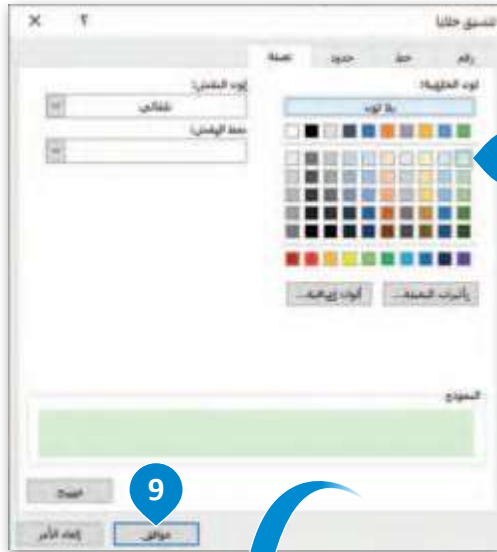 تنسيق خلايا
؟ ×
رقم خط حدود تعبئة
لون الخلفية:
لون النقش:
بلا لون
تلقائي
نمط النقش:
تأثيرات التعبئة... ألوان إضافية...
النموذج
مسح
9
موافق إلغاء الأمر